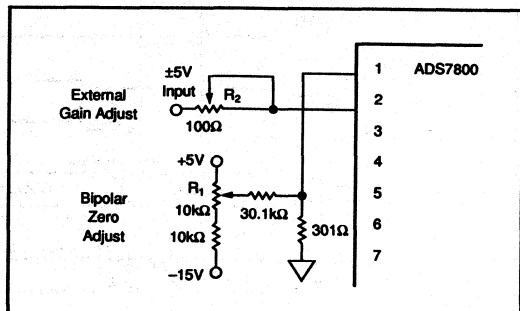 1 ADS7800
±5V
Input
External
Gain Adjust
R2
100Ω
2
3
+5V
4
Bipolar
Zero
Adjust
R1
10kΩ
30.1kΩ
5
10kΩ
301Ω
6
–15V
7